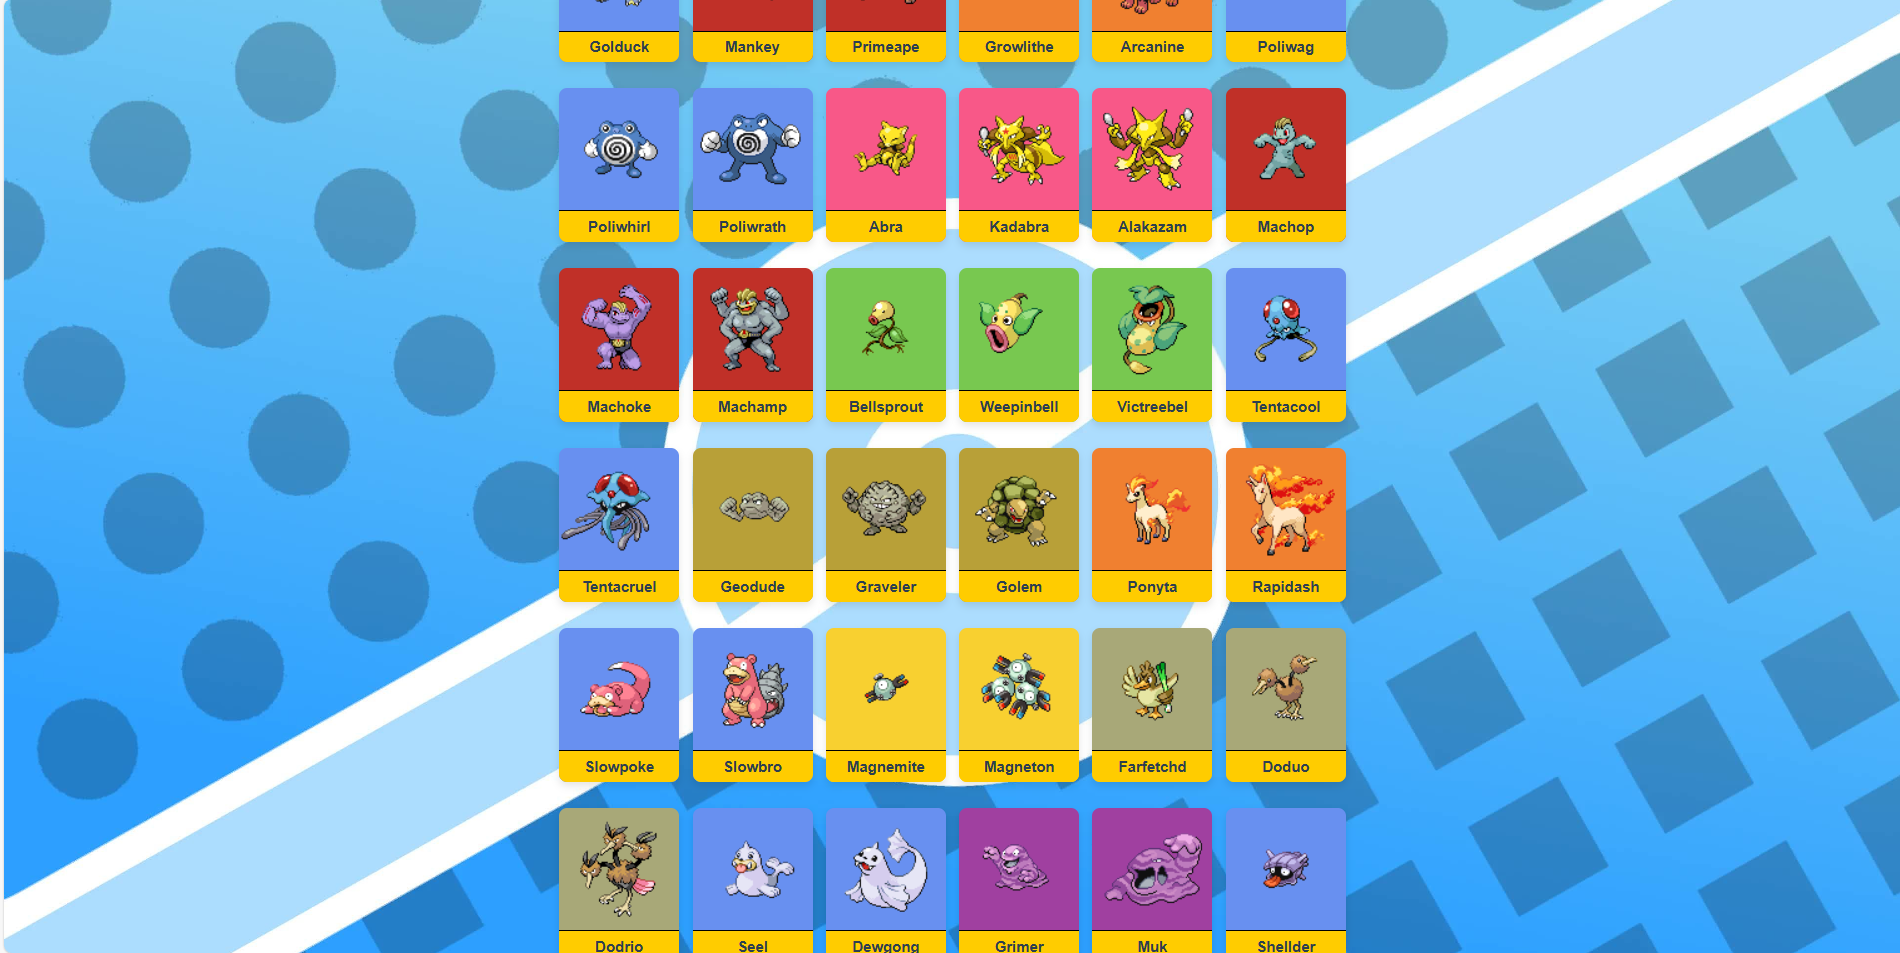 Golduck Mankey Primeape Growlithe Arcanine Poliwag
Poliwhirl Poliwrath Abra Kadabra Alakazam Machop
Machoke Machamp Bellsprout Weepinbell Victreebel Tentacool
Tentacruel Geodude Graveler Golem Ponyta Rapidash
Slowpoke Slowbro Magnemite Magneton Farfetchd Doduo
Dodrio Seel Dewgong Grimer Muk Shellder